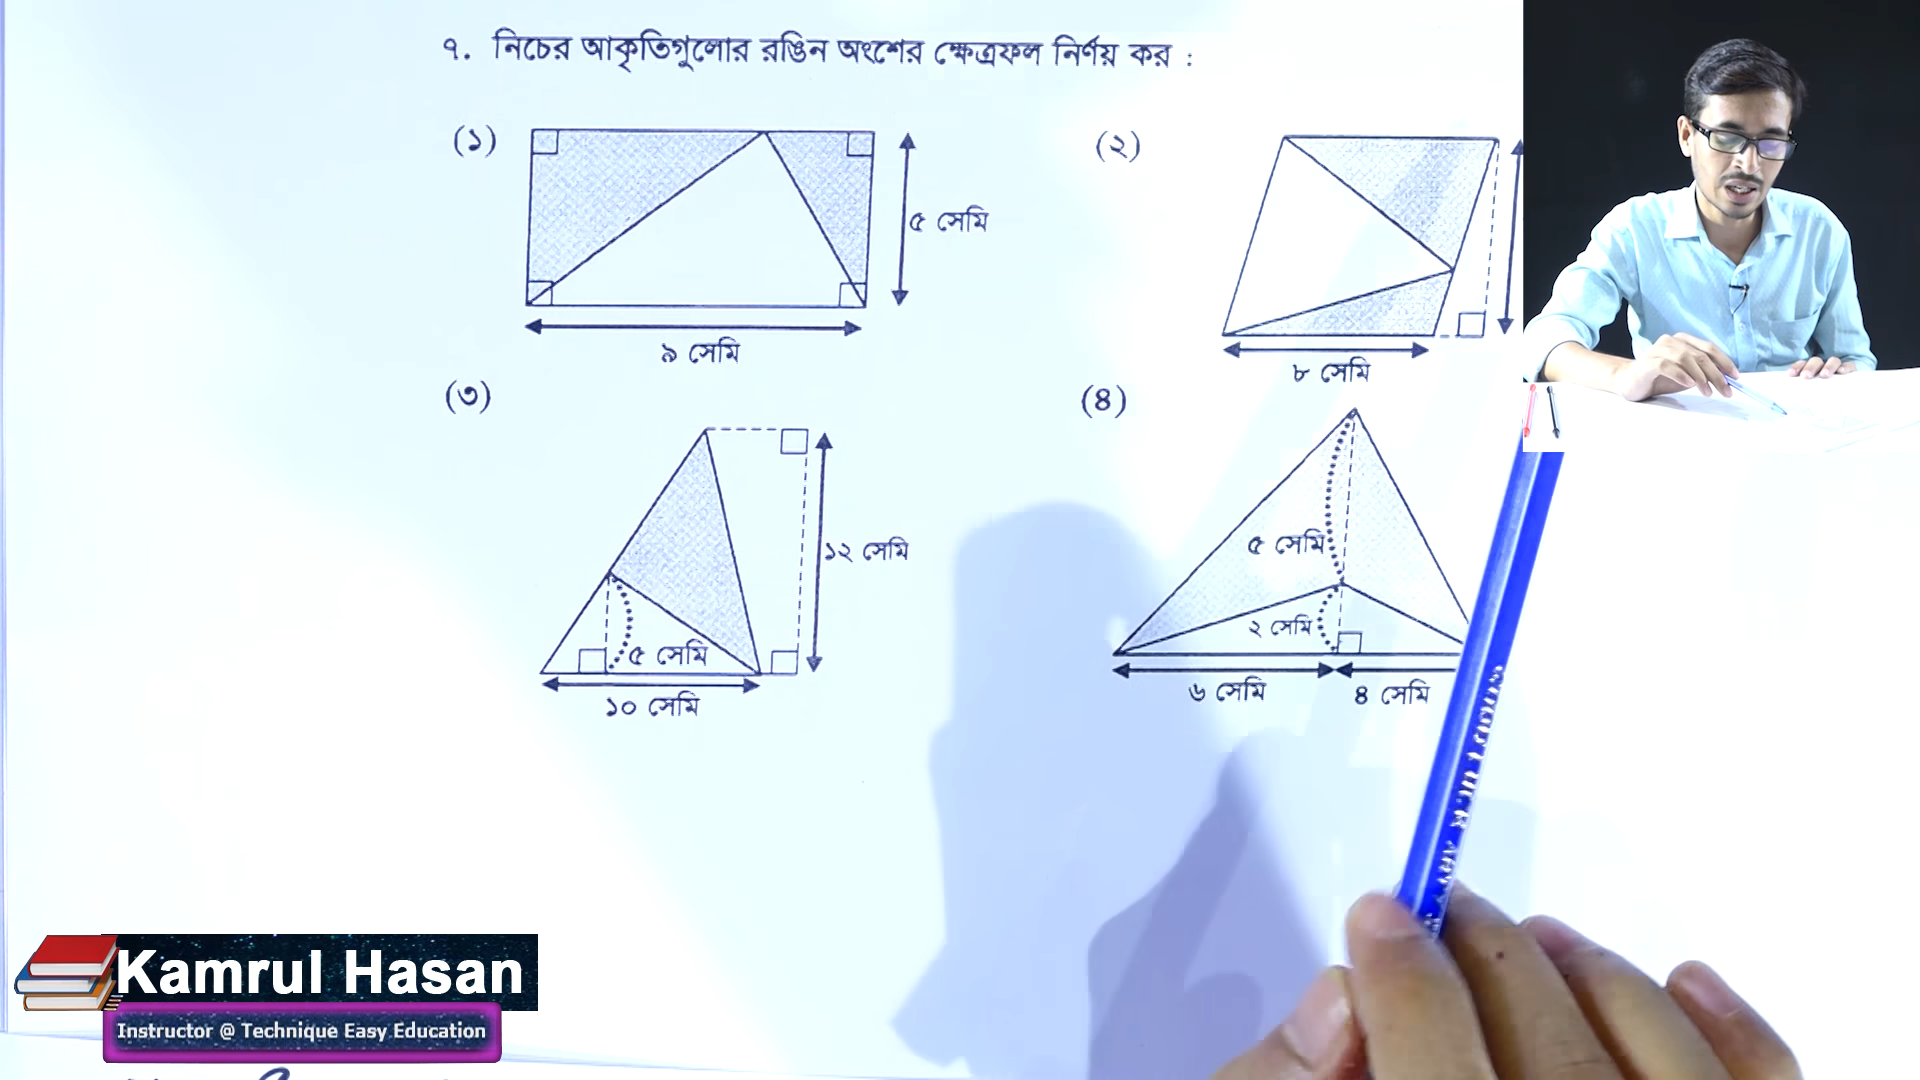 ৭. নিচের আকৃতিগুলোর রঙিন অংশের ক্ষেত্রফল নির্ণয় কর :
(১)
৫ সেমি
৯ সেমি
(২)
৮ সেমি
(৩)
১২ সেমি
৫ সেমি
১০ সেমি
(৪)
৫ সেমি
২ সেমি
৬ সেমি
৪ সেমি
Kamrul Hasan
Instructor @ Technique Easy Education